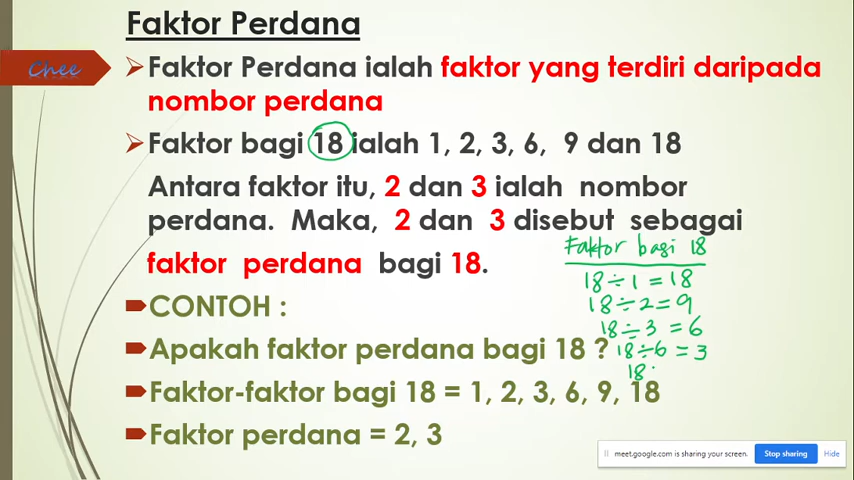 Faktor Perdana
Chee
Faktor Perdana ialah faktor yang terdiri daripada
nombor perdana
Faktor bagi 18 ialah 1, 2, 3, 6, 9 dan 18
Antara faktor itu, 2 dan 3 ialah nombor
perdana. Maka, 2 dan 3 disebut sebagai
faktor perdana bagi 18.
Faktor bagi 18
18 ÷ 1 = 18
18 ÷ 2 = 9
18 ÷ 3 = 6
18 ÷ 6 = 3
18
CONTOH :
Apakah faktor perdana bagi 18 ?
Faktor-faktor bagi 18 = 1, 2, 3, 6, 9, 18
Faktor perdana = 2, 3
meet.google.com is sharing your screen.
Stop sharing
Hide